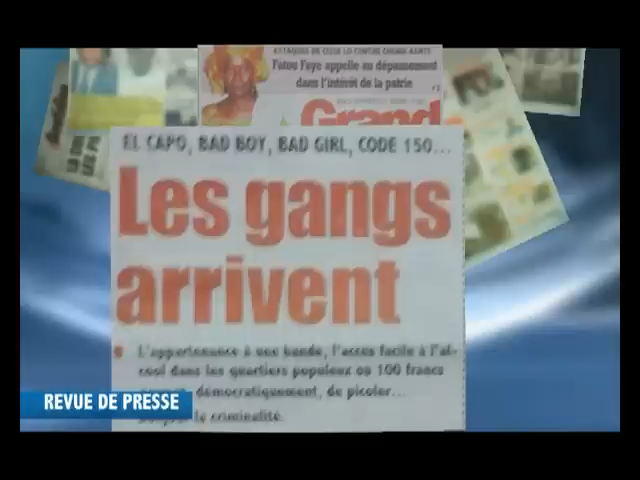 ATTAQUES DE CISSE LO CONTRE CHEIKH KANTE
Fatou Faye appelle au dépassement
dans l'intérêt de la patrie
Grand
EL CAPO, BAD BOY, BAD GIRL, CODE 150...
Les gangs
arrivent
L'appartenance à une bande, l'accès facile à l'al-
cool dans les quartiers populeux où 100 francs
démocratiquement, de picoler...
la criminalité.
REVUE DE PRESSE